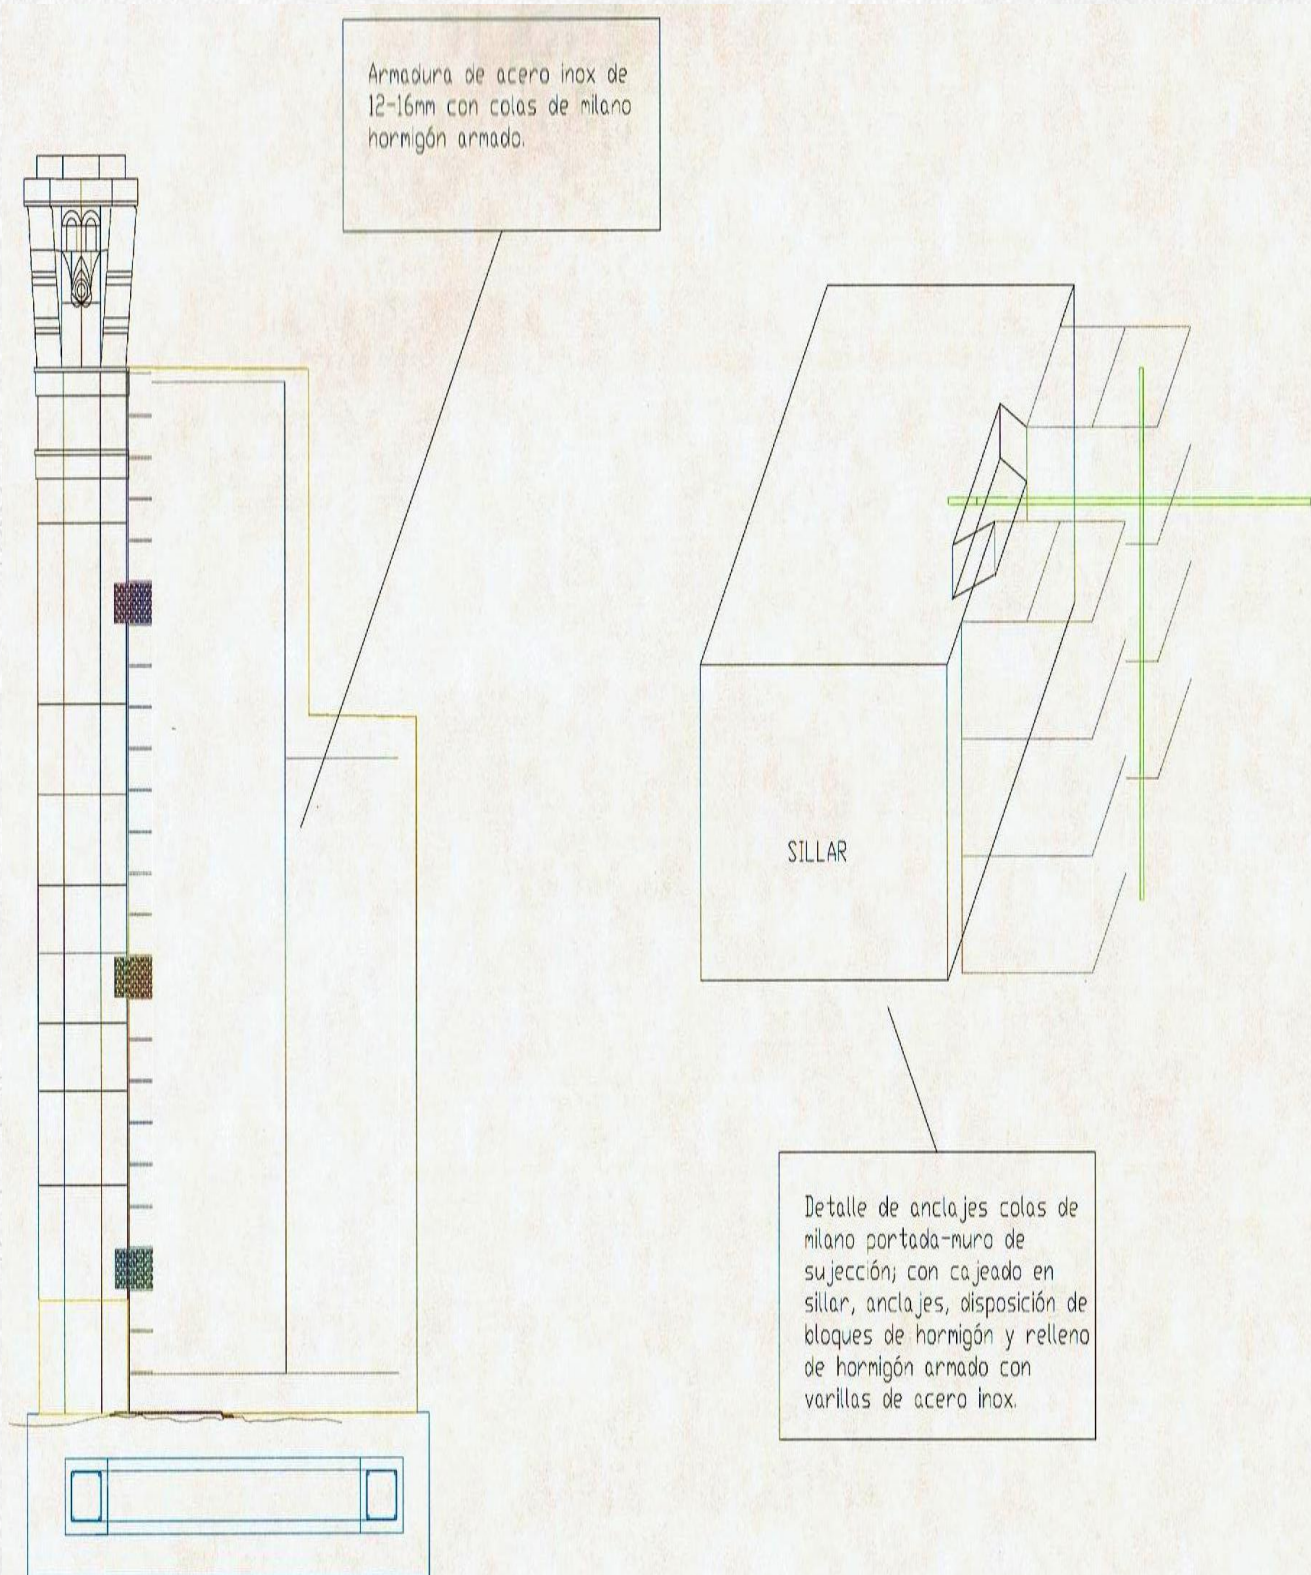 Armadura de acero inox de
12-16mm con colas de milano
hormigón armado.
SILLAR
Detalle de anclajes colas de
milano portada-muro de
sujección; con cajeado en
sillar, anclajes, disposición de
bloques de hormigón y relleno
de hormigón armado con
varillas de acero inox.